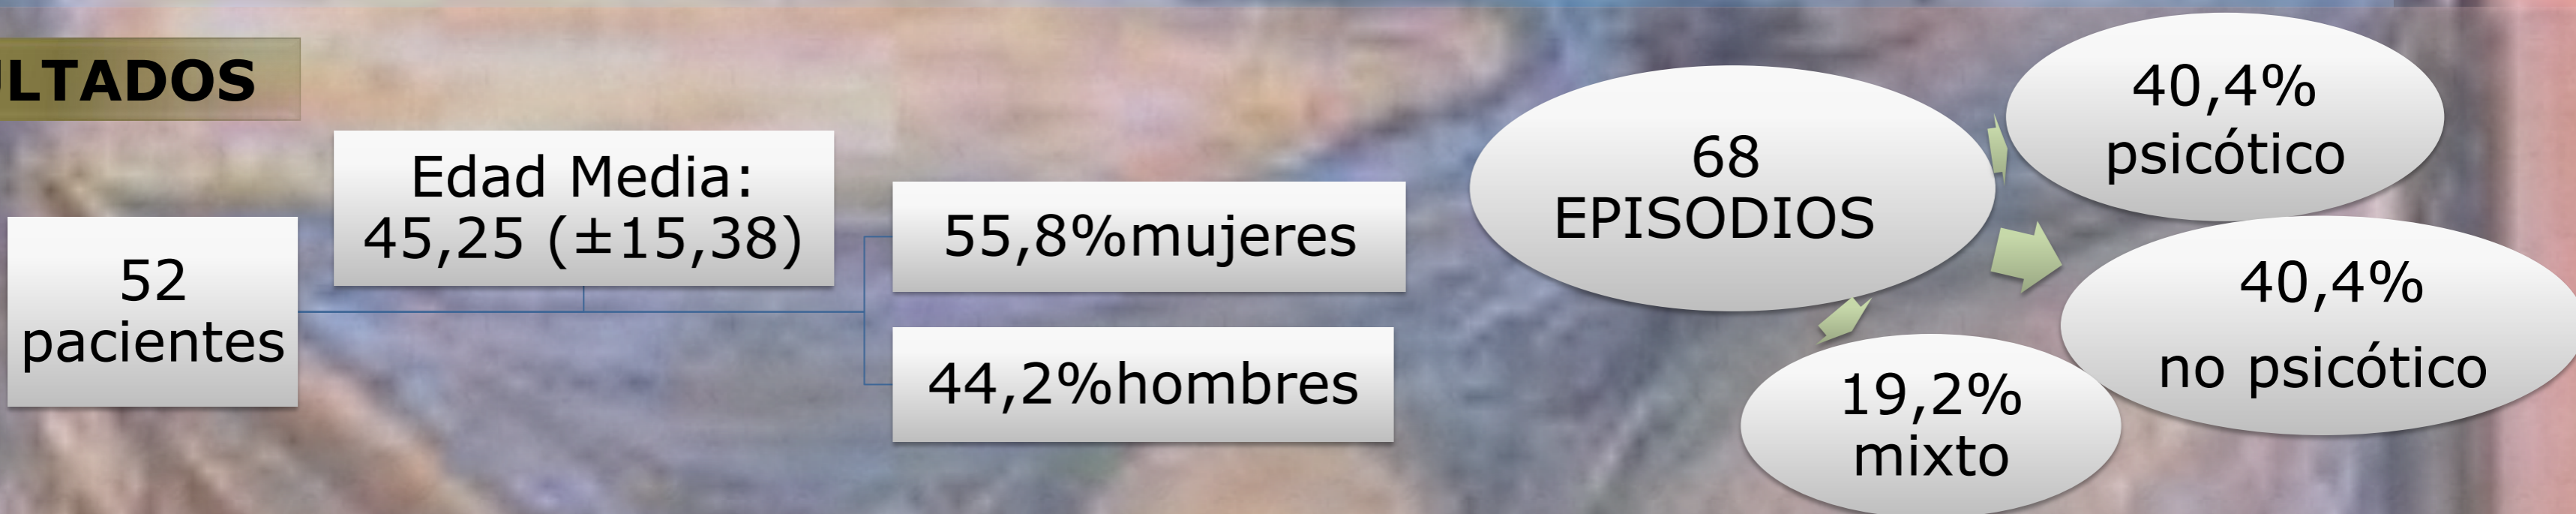 ULTADOS
52
pacientes
Edad Media:
45,25 (±15,38)
55,8%mujeres
44,2%hombres
68
EPISODIOS
40,4%
psicótico
40,4%
no psicótico
19,2%
mixto